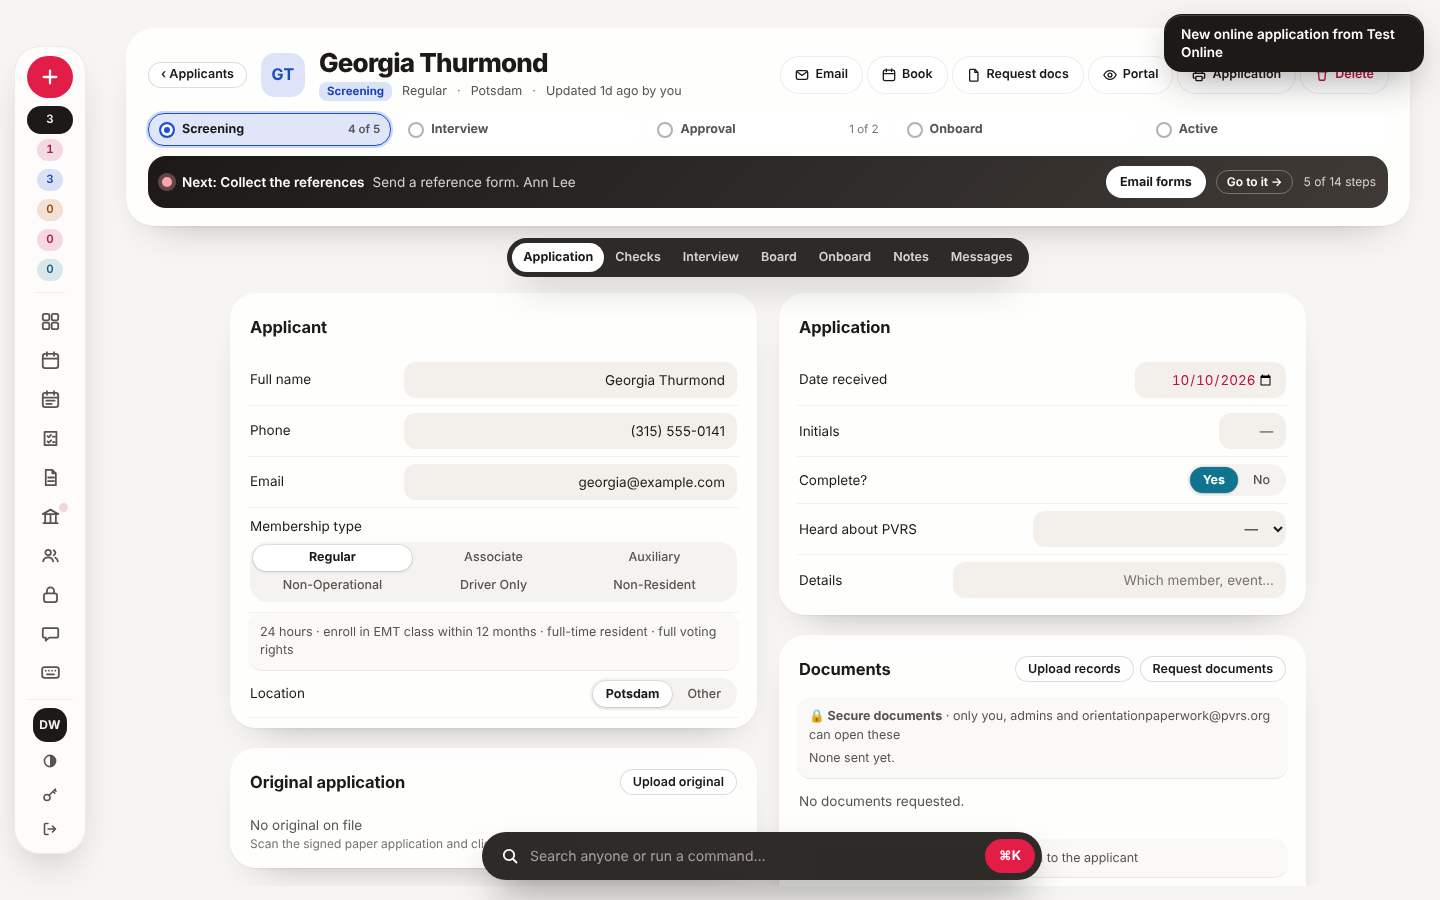 New online application from Test
Online
3
1
3
0
0
0
DW
‹ Applicants
GT
Georgia Thurmond
Screening Regular · Potsdam · Updated 1d ago by you
Email
Book
Request docs
Portal
Application
Delete
Screening 4 of 5
Interview
Approval 1 of 2
Onboard
Active
Next: Collect the references Send a reference form. Ann Lee
Email forms
Go to it →
5 of 14 steps
Application Checks Interview Board Onboard Notes Messages
Applicant
Full name Georgia Thurmond
Phone (315) 555-0141
Email georgia@example.com
Membership type
Regular Associate Auxiliary
Non-Operational Driver Only Non-Resident
24 hours · enroll in EMT class within 12 months · full-time resident · full voting
rights
Location Potsdam Other
Original application Upload original
No original on file
Scan the signed paper application and
Application
Date received 10/10/2026
Initials —
Complete? Yes No
Heard about PVRS —
Details Which member, event...
Documents Upload records Request documents
🔒 Secure documents · only you, admins and orientationpaperwork@pvrs.org
can open these
None sent yet.
No documents requested.
to the applicant
Search anyone or run a command...
⌘K